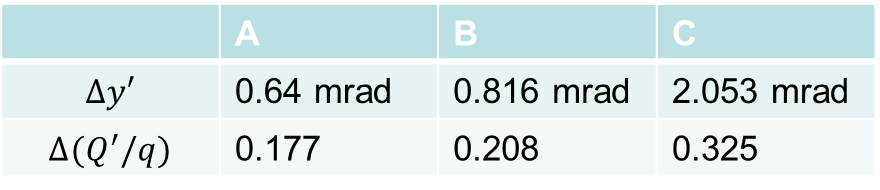 A B C
Δy′ 0.64 mrad 0.816 mrad 2.053 mrad
Δ(Q′/q) 0.177 0.208 0.325